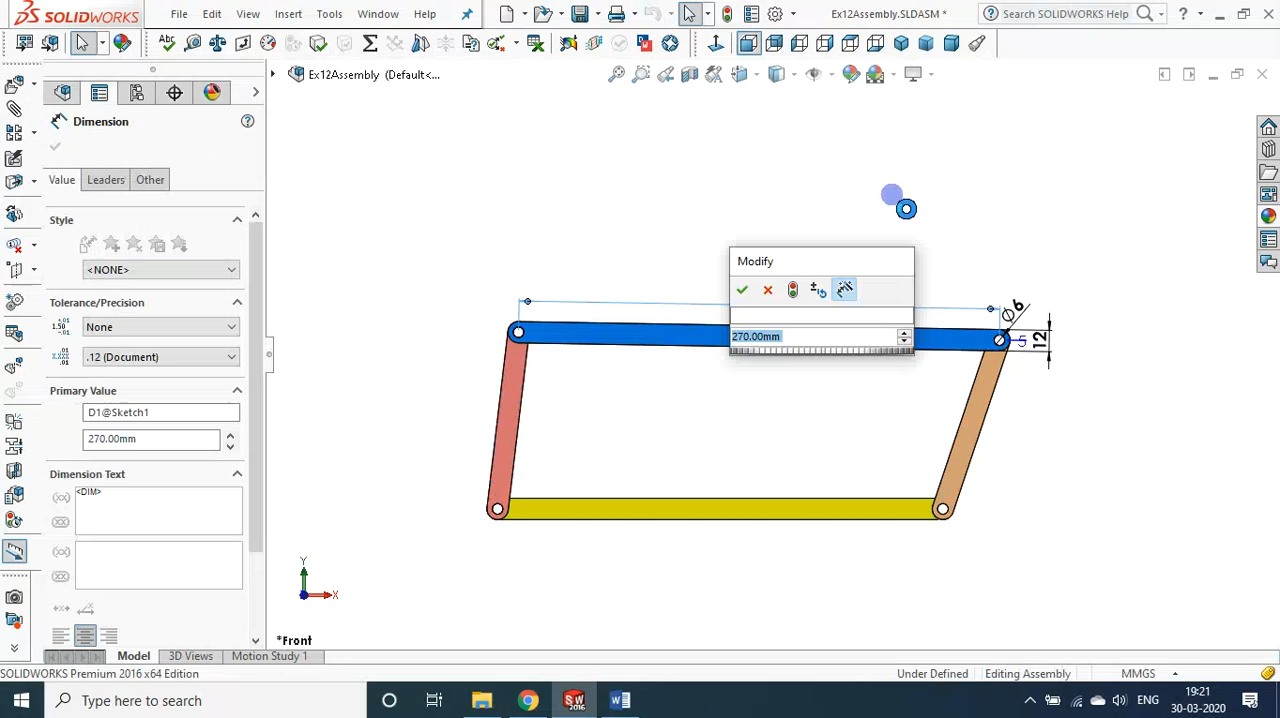 SOLIDWORKS
File Edit View Insert Tools Window Help
Ex12Assembly.SLDASM *
Search SOLIDWORKS Help
Ex12Assembly (Default<...
Dimension
Value Leaders Other
Style
<NONE>
Tolerance/Precision
None
.12 (Document)
Primary Value
D1@Sketch1
270.00mm
Dimension Text
<DIM>
Modify
270.00mm
Ø6
12
5
Y
X
*Front
Model 3D Views Motion Study 1
SOLIDWORKS Premium 2016 x64 Edition
Under Defined Editing Assembly MMGS
Type here to search
ENG
19:21
30-03-2020